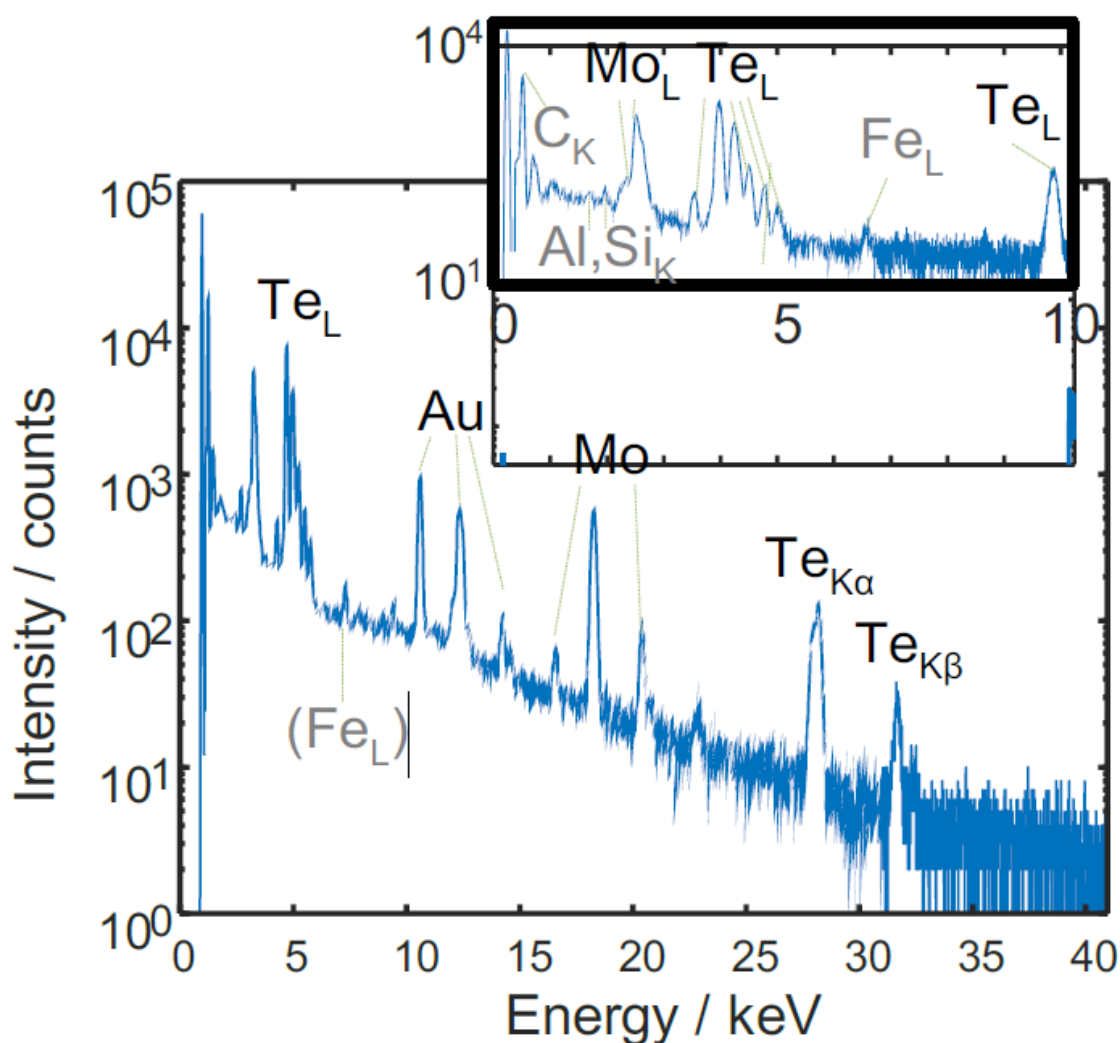 10⁴
Mo_L Te_L
C_K
Fe_L
Te_L
Al,Si_K
10¹
0 5 10
10⁵
Te_L
10⁴
Au
Mo
10³
Te_Kα
10²
Te_Kβ
(Fe_L)
10¹
10⁰
0 5 10 15 20 25 30 35 40
Energy / keV
Intensity / counts